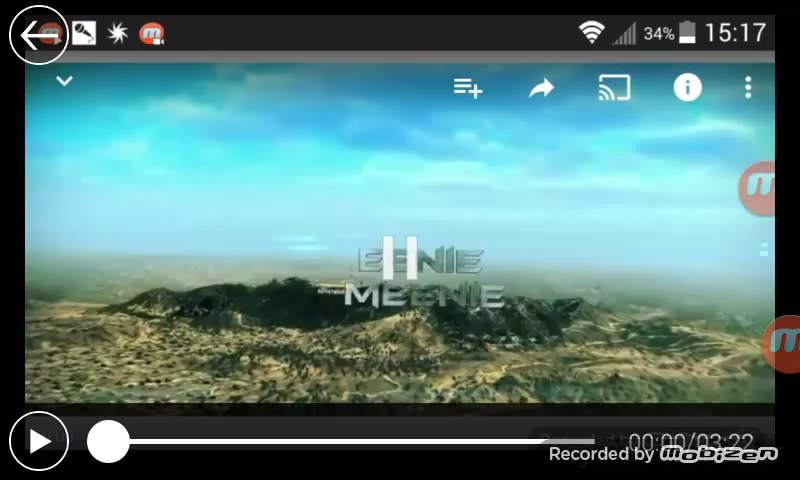 34% 15:17
EENIE
MEENIE
00:00/03:22
Recorded by Mobizen